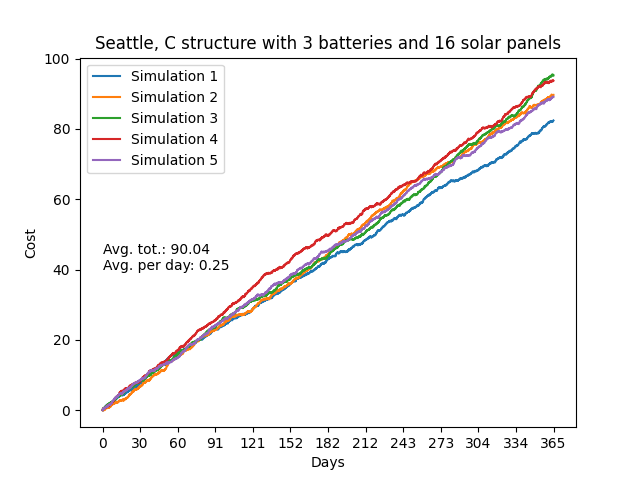 Seattle, C structure with 3 batteries and 16 solar panels
100
80
60
40
20
0
Cost
Simulation 1
Simulation 2
Simulation 3
Simulation 4
Simulation 5
Avg. tot.: 90.04
Avg. per day: 0.25
0 30 60 91 121 152 182 212 243 273 304 334 365
Days